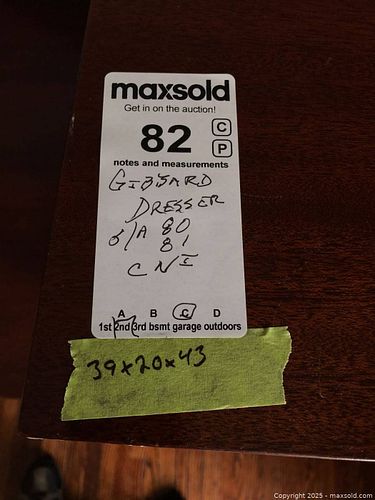 maxsold
Get in on the auction!
82
C
P
notes and measurements
GIBBARD
DRESSER
S/A 80
81
CNI
A B C D
1st 2nd 3rd bsmt garage outdoors
39x20x43
Copyright 2025 - maxsold.com